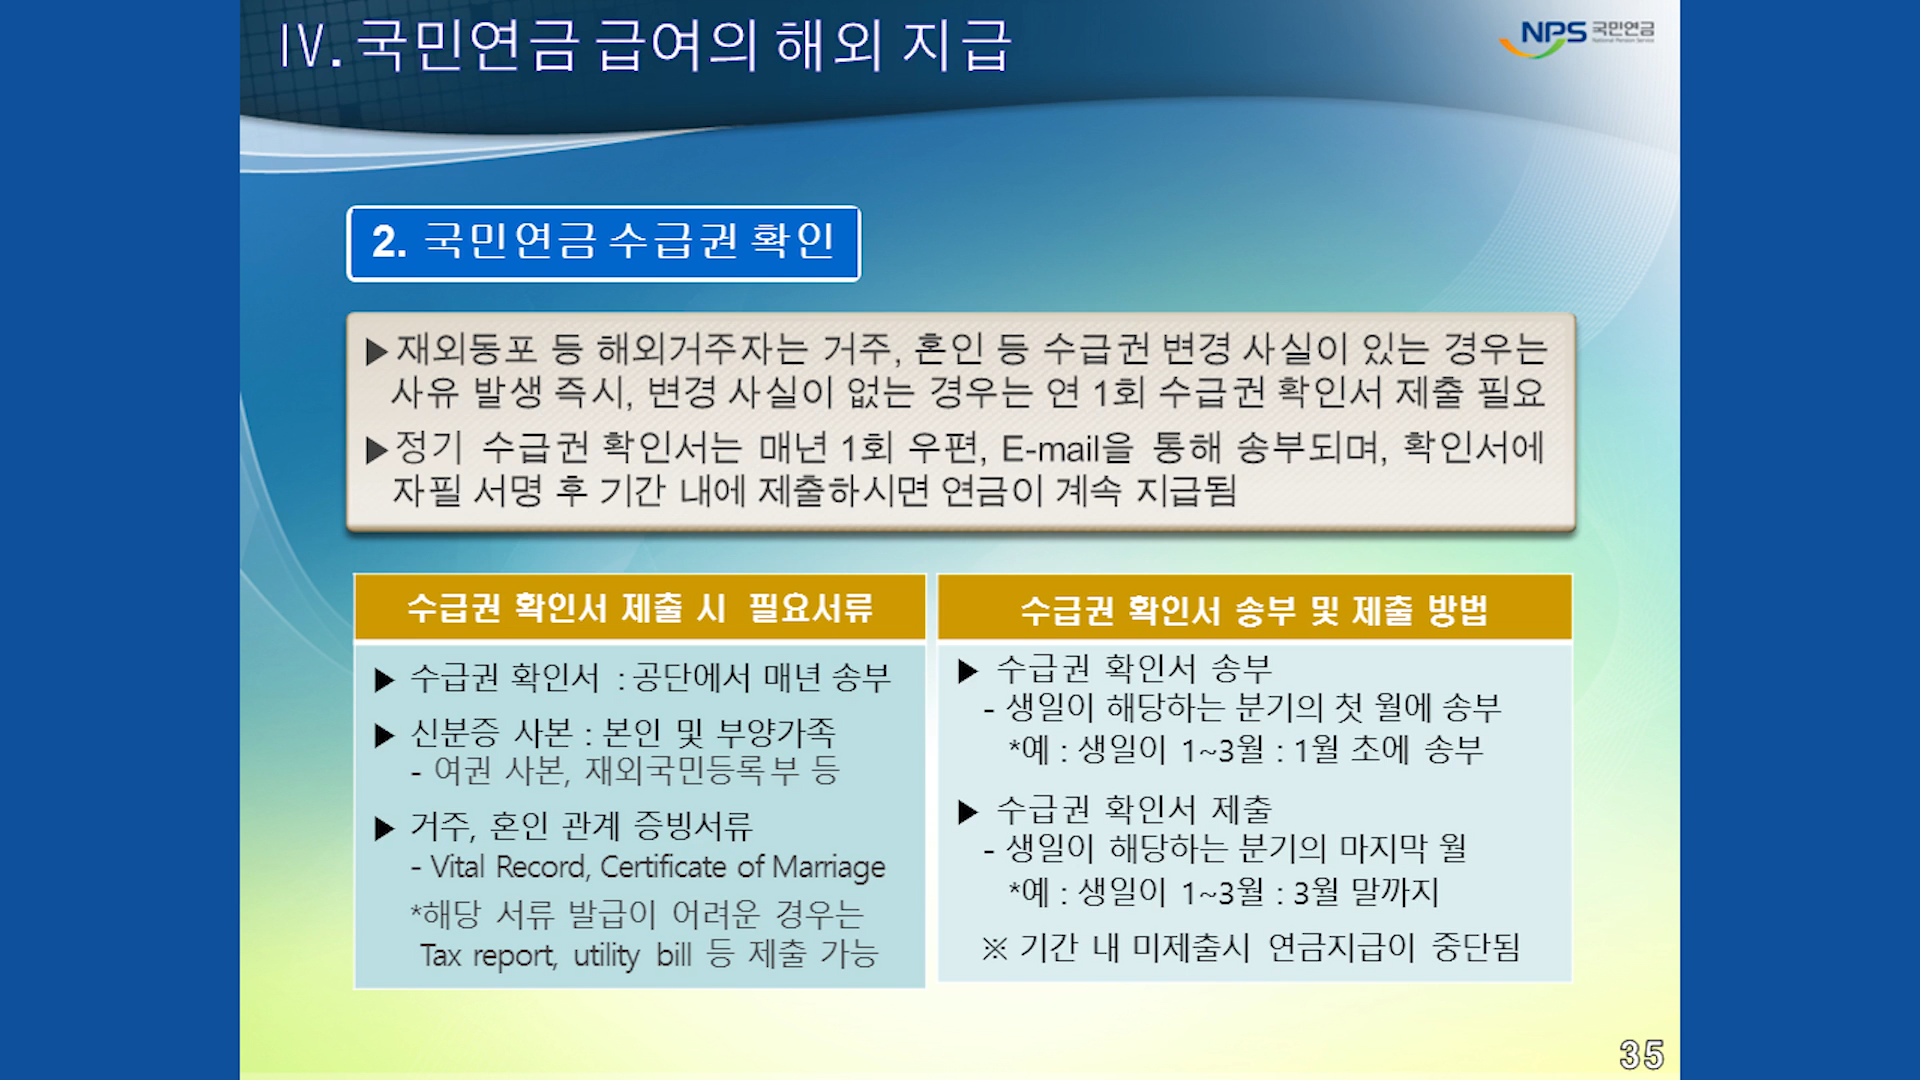 IV. 국민연금 급여의 해외 지급
NPS 국민연금
National Pension Service
2. 국민연금 수급권 확인
▶재외동포 등 해외거주자는 거주, 혼인 등 수급권 변경 사실이 있는 경우는
사유 발생 즉시, 변경 사실이 없는 경우는 연 1회 수급권 확인서 제출 필요
▶정기 수급권 확인서는 매년 1회 우편, E-mail을 통해 송부되며, 확인서에
자필 서명 후 기간 내에 제출하시면 연금이 계속 지급됨
수급권 확인서 제출 시 필요서류
▶ 수급권 확인서 : 공단에서 매년 송부
▶ 신분증 사본 : 본인 및 부양가족
- 여권 사본, 재외국민등록부 등
▶ 거주, 혼인 관계 증빙서류
- Vital Record, Certificate of Marriage
*해당 서류 발급이 어려운 경우는
Tax report, utility bill 등 제출 가능
수급권 확인서 송부 및 제출 방법
▶ 수급권 확인서 송부
- 생일이 해당하는 분기의 첫 월에 송부
*예 : 생일이 1~3월 : 1월 초에 송부
▶ 수급권 확인서 제출
- 생일이 해당하는 분기의 마지막 월
*예 : 생일이 1~3월 : 3월 말까지
※ 기간 내 미제출시 연금지급이 중단됨
35